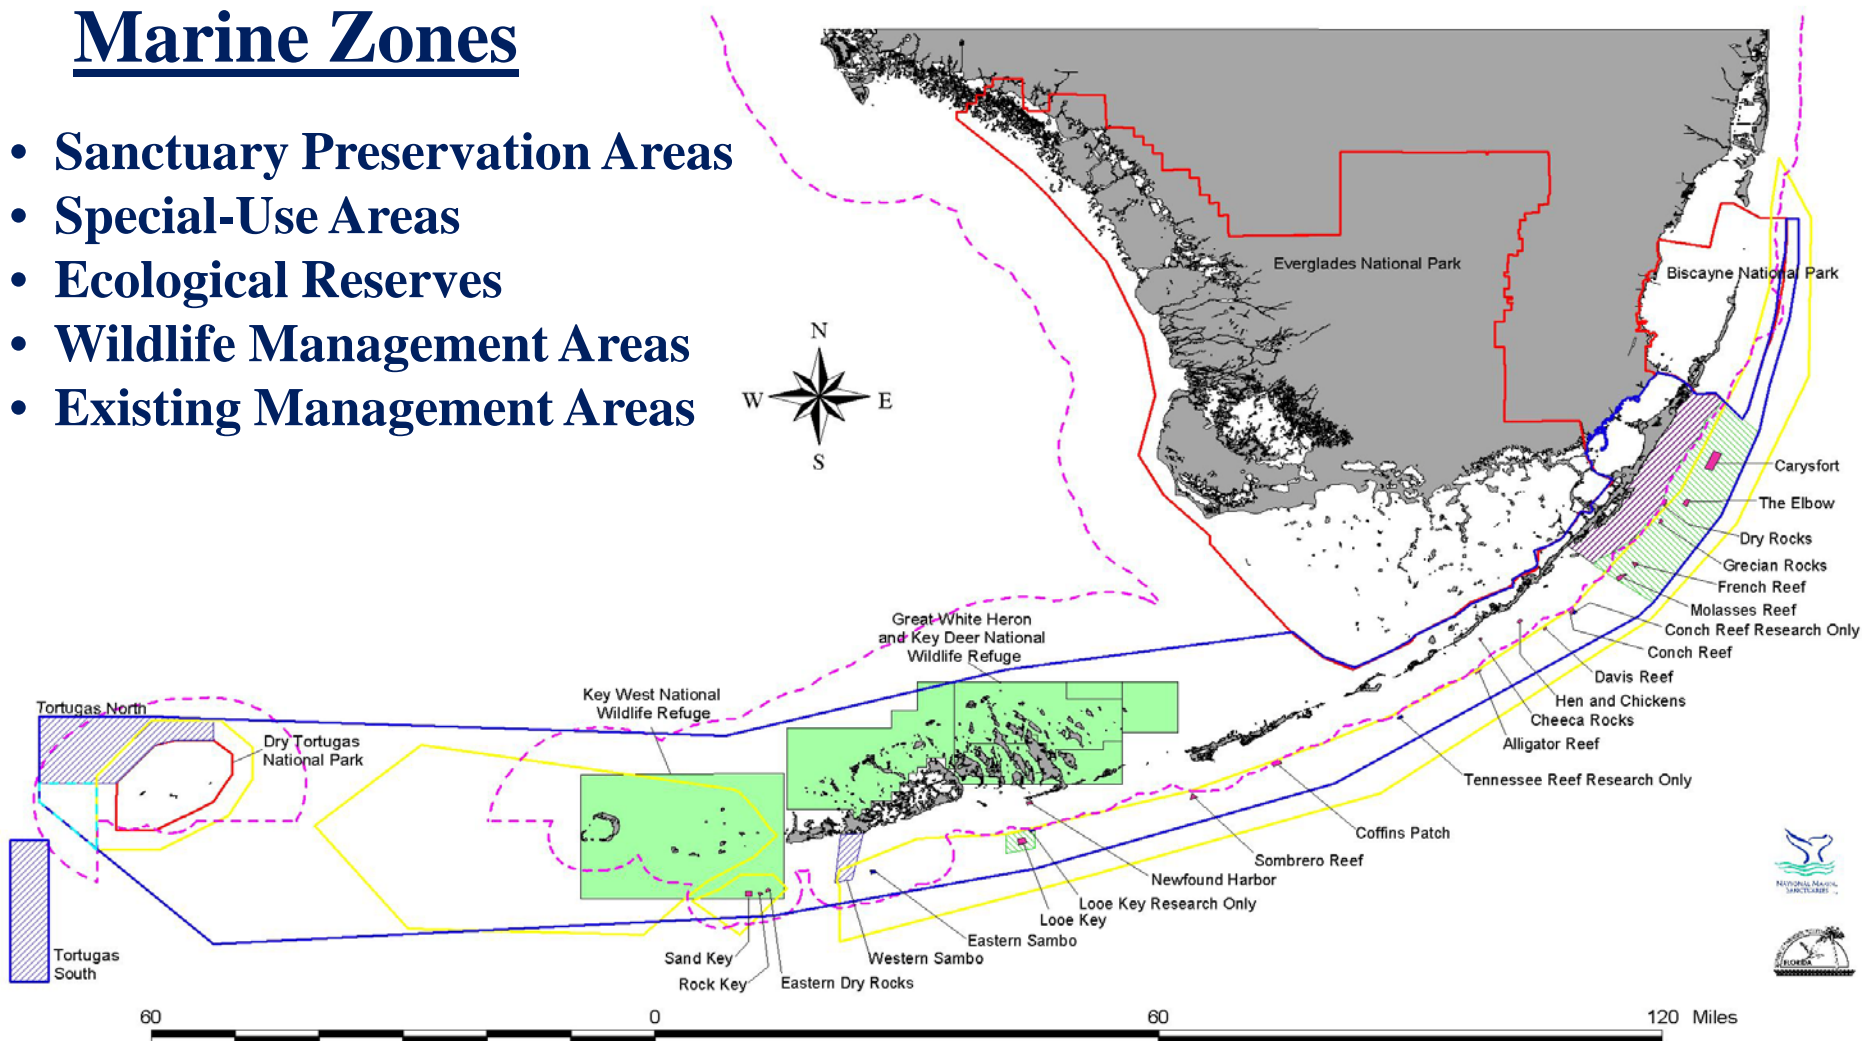 Marine Zones
• Sanctuary Preservation Areas
• Special-Use Areas
• Ecological Reserves
• Wildlife Management Areas
• Existing Management Areas
N
W
E
S
Everglades National Park
Biscayne National Park
Carysfort
The Elbow
Dry Rocks
Grecian Rocks
French Reef
Molasses Reef
Conch Reef Research Only
Conch Reef
Davis Reef
Hen and Chickens
Cheeca Rocks
Alligator Reef
Tennessee Reef Research Only
Coffins Patch
Sombrero Reef
Newfound Harbor
Looe Key Research Only
Looe Key
Eastern Sambo
Western Sambo
Eastern Dry Rocks
Rock Key
Sand Key
Great White Heron
and Key Deer National
Wildlife Refuge
Key West National
Wildlife Refuge
Tortugas North
Dry Tortugas
National Park
Tortugas
South
NATIONAL MARINE
SANCTUARIES
FLORIDA
60
0
60
120 Miles